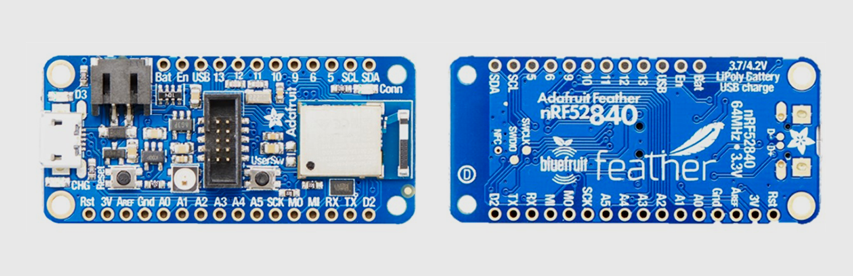 Bat En USB 13 12 11 10 9 6 5 SCL SDA
D3
Conn
Adafruit
UserSw
CHG
Reset
Rst 3V Aref Gnd A0 A1 A2 A3 A4 A5 SCK MO MI RX TX D2
3.7/4.2V
LiPoly Battery
USB charge
SDA SCL 5 6 9 10 11 12 13 USB En Bat
Adafruit Feather
nRF52840
NFC
SWDIO
SWCLK
bluefruit
feather
nRF52840
64MHz • 3.3V
D- D+
D
D2 TX RX MI MO SCK A5 A4 A3 A2 A1 A0 Gnd Aref 3V Rst